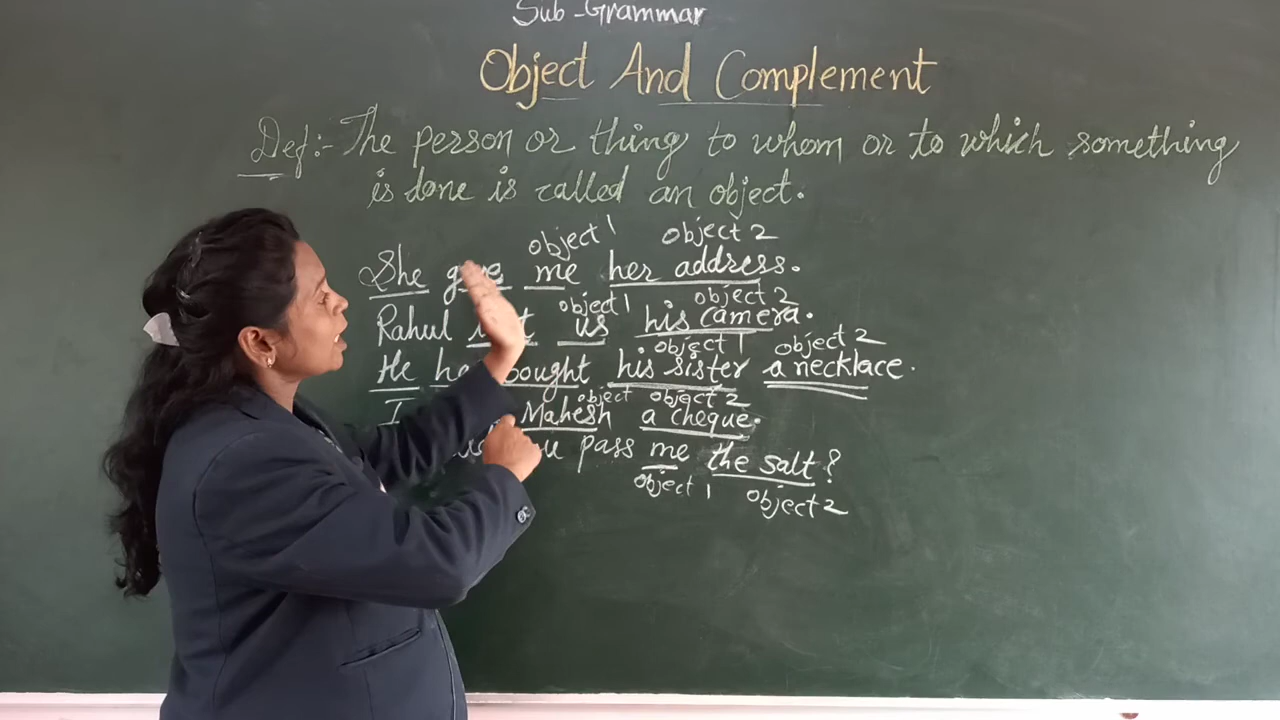 Sub-Grammar
Object And Complement
Def:- The person or thing to whom or to which something
is done is called an object.
object 1 object 2
She me her address.
object 1 object 2
Rahul us his camera.
object 1 object 2
He bought his sister a necklace.
object object 2
I Mahesh a cheque.
pass me the salt?
object 1 object 2